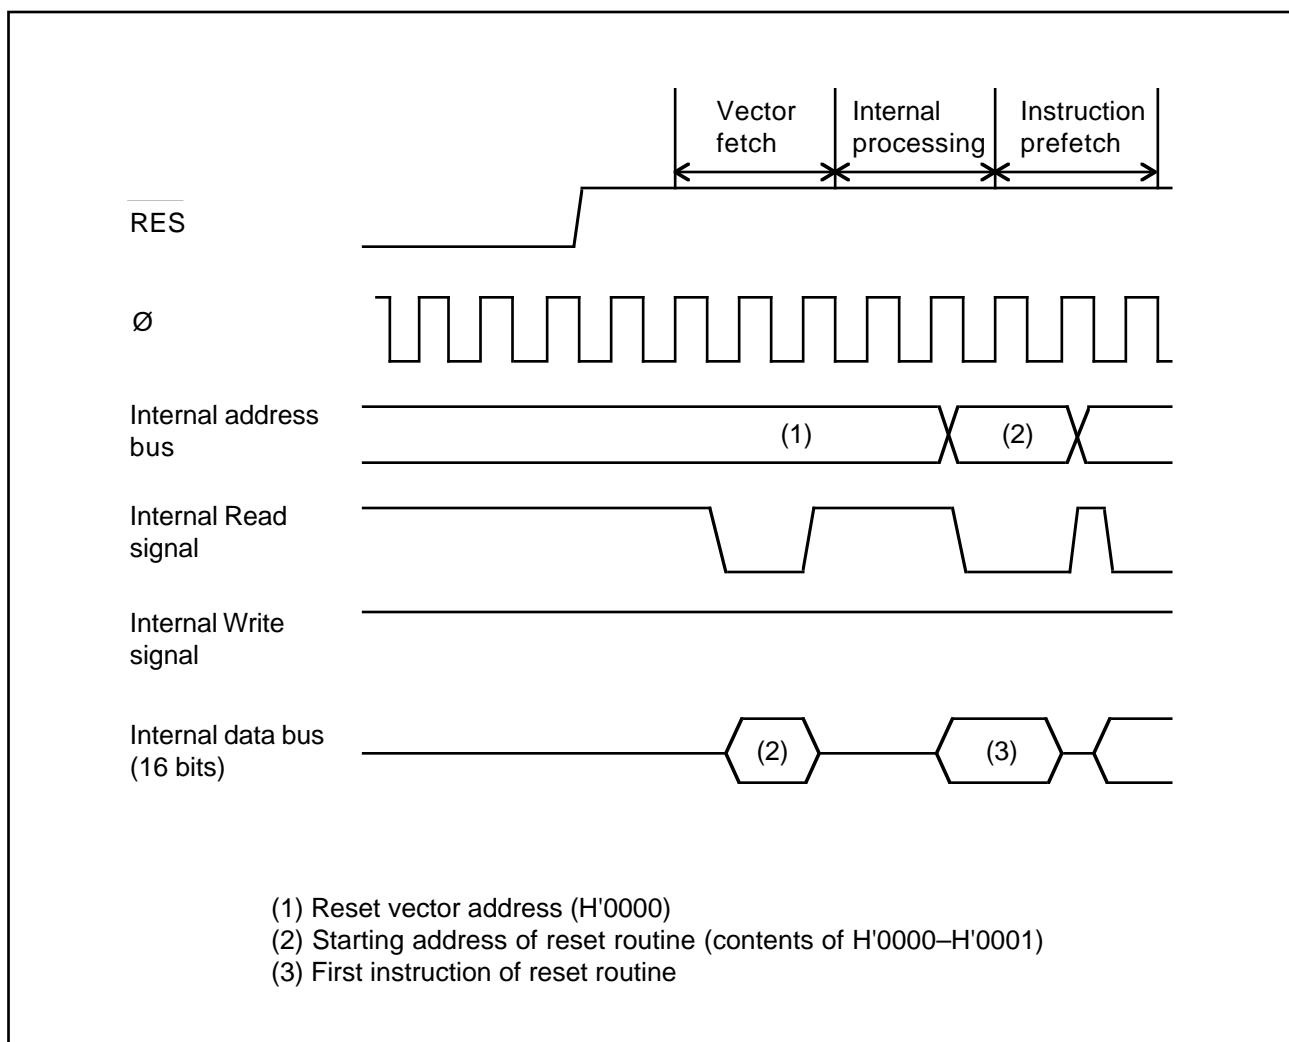 Vector Internal Instruction
fetch processing prefetch
RES
Ø
Internal address
bus
(1) (2)
Internal Read
signal
Internal Write
signal
Internal data bus
(16 bits)
(2) (3)
(1) Reset vector address (H'0000)
(2) Starting address of reset routine (contents of H'0000–H'0001)
(3) First instruction of reset routine